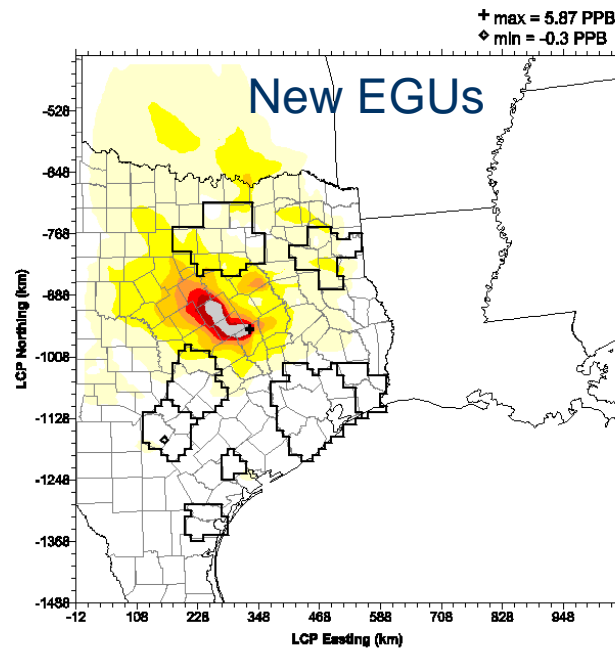 + max = 5.87 PPB
◇ min = -0.3 PPB
New EGUs
-528
-648
-768
-888
-1008
-1128
-1248
-1368
-1488
LCP Northing (km)
-12 108 228 348 468 588 708 828 948
LCP Easting (km)